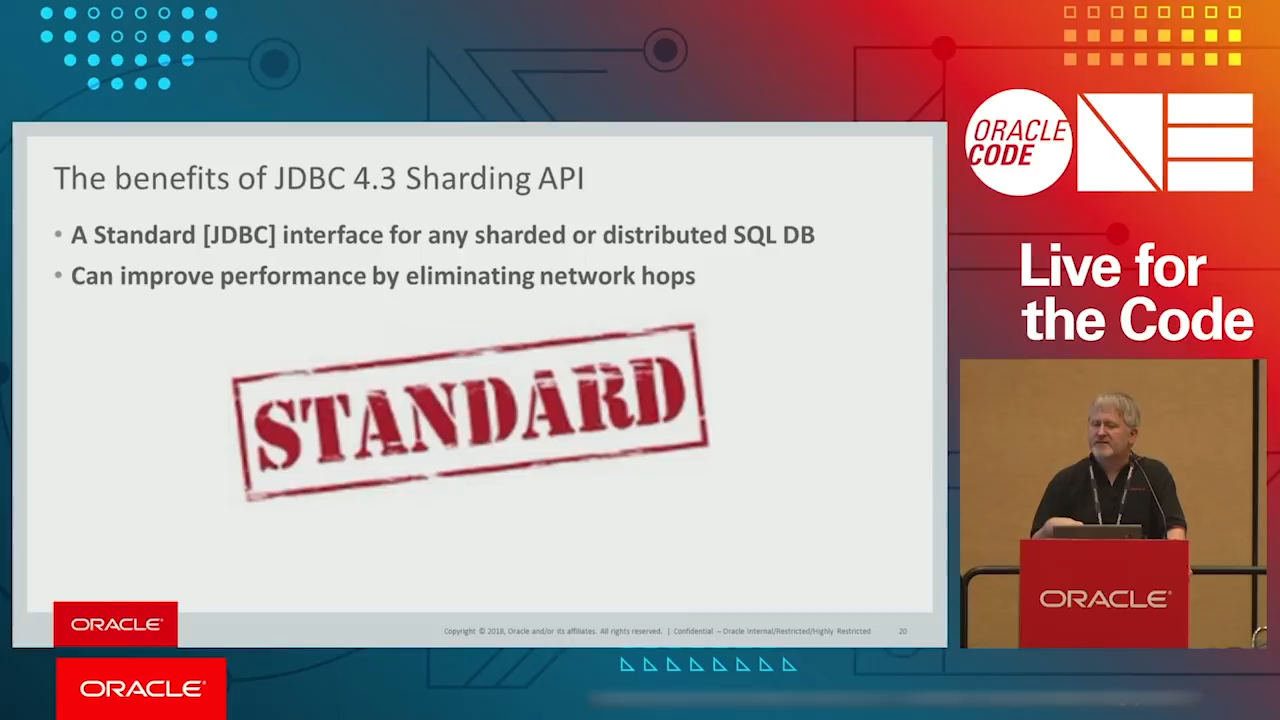 The benefits of JDBC 4.3 Sharding API
• A Standard [JDBC] interface for any sharded or distributed SQL DB
• Can improve performance by eliminating network hops
STANDARD
ORACLE
Copyright © 2018, Oracle and/or its affiliates. All rights reserved. | Confidential – Oracle Internal/Restricted/Highly Restricted 20
ORACLE
ORACLE
CODE
ONE
Live for
the Code
ORACLE